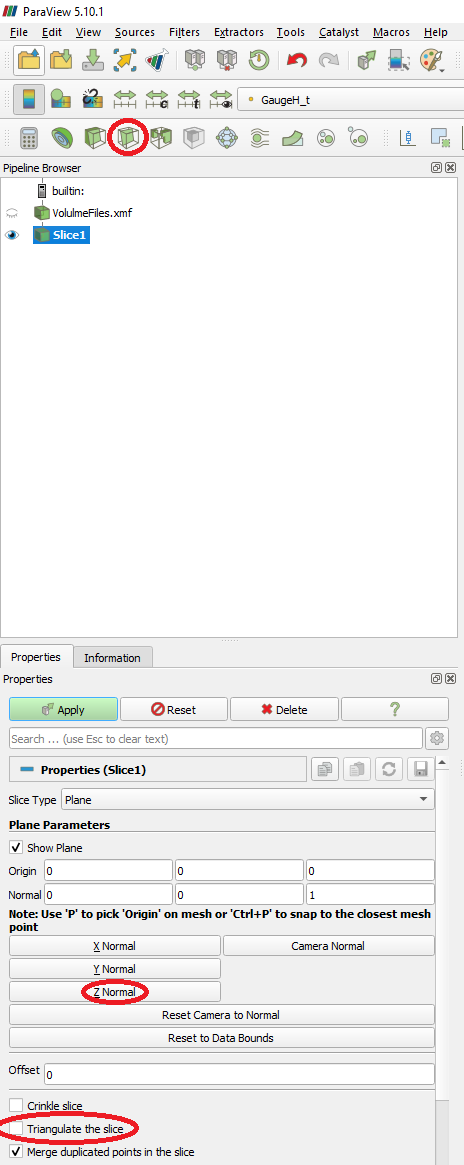 ParaView 5.10.1
File Edit View Sources Filters Extractors Tools Catalyst Macros Help
GaugeH_t
Pipeline Browser
builtin:
VolulmeFiles.xmf
Slice1
Properties Information
Properties
Apply Reset Delete ?
Search ... (use Esc to clear text)
Properties (Slice1)
Slice Type Plane
Plane Parameters
Show Plane
Origin 0 0 0
Normal 0 0 1
Note: Use 'P' to pick 'Origin' on mesh or 'Ctrl+P' to snap to the closest mesh
point
X Normal Camera Normal
Y Normal
Z Normal
Reset Camera to Normal
Reset to Data Bounds
Offset 0
Crinkle slice
Triangulate the slice
Merge duplicated points in the slice